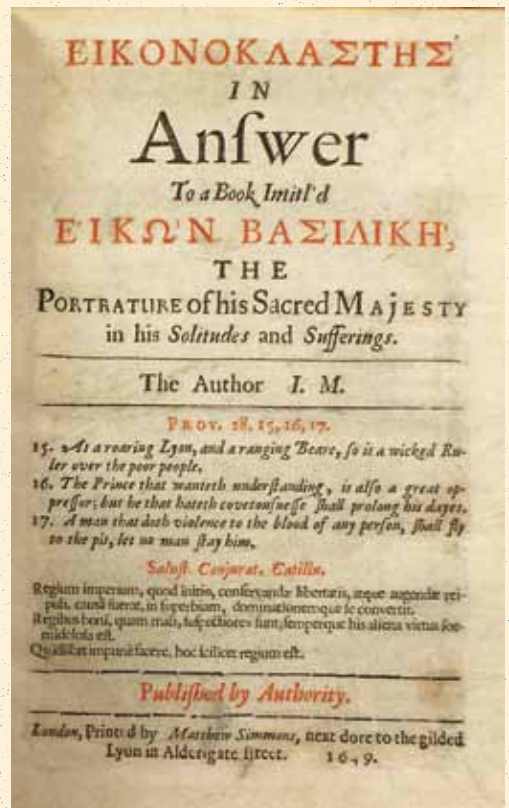 ΕΙΚΟΝΟΚΛΑΣΤΗΣ
IN
Anſwer
To a Book Intitl'd
Ε'ΙΚΩ'Ν ΒΑΣΙΛΙΚΗ',
THE
PORTRATURE of his Sacred MAJESTY
in his Solitudes and Sufferings.
The Author I. M.
PROV. 28. 15, 16, 17.
15. As a roaring Lyon, and a ranging Beare, ſo is a wicked Ru-
ler over the poor people.
16. The Prince that wanteth underſtanding, is alſo a great op-
preſſor; but he that hateth covetouſneſſe ſhall prolong his dayes.
17. A man that doth violence to the blood of any perſon, ſhall fly
to the pit, let no man ſtay him.
Saluſt. Conjurat. Catilin.
Regium imperium, quod initio, conſervandæ libertatis, atque augendæ rei-
pub. cauſâ fuerat, in ſuperbiam, dominationemque ſe convertit.
Regibus boni, quam mali, ſuſpectiores ſunt, ſemperque his aliena virtus for-
midoloſa eſt.
Quidlibet impunè facere, hoc ſcilicet regium eſt.
Publiſhed by Authority.
London, Printed by Matthew Simmons, next dore to the gilded
Lyon in Alderſgate ſtreet. 1649.